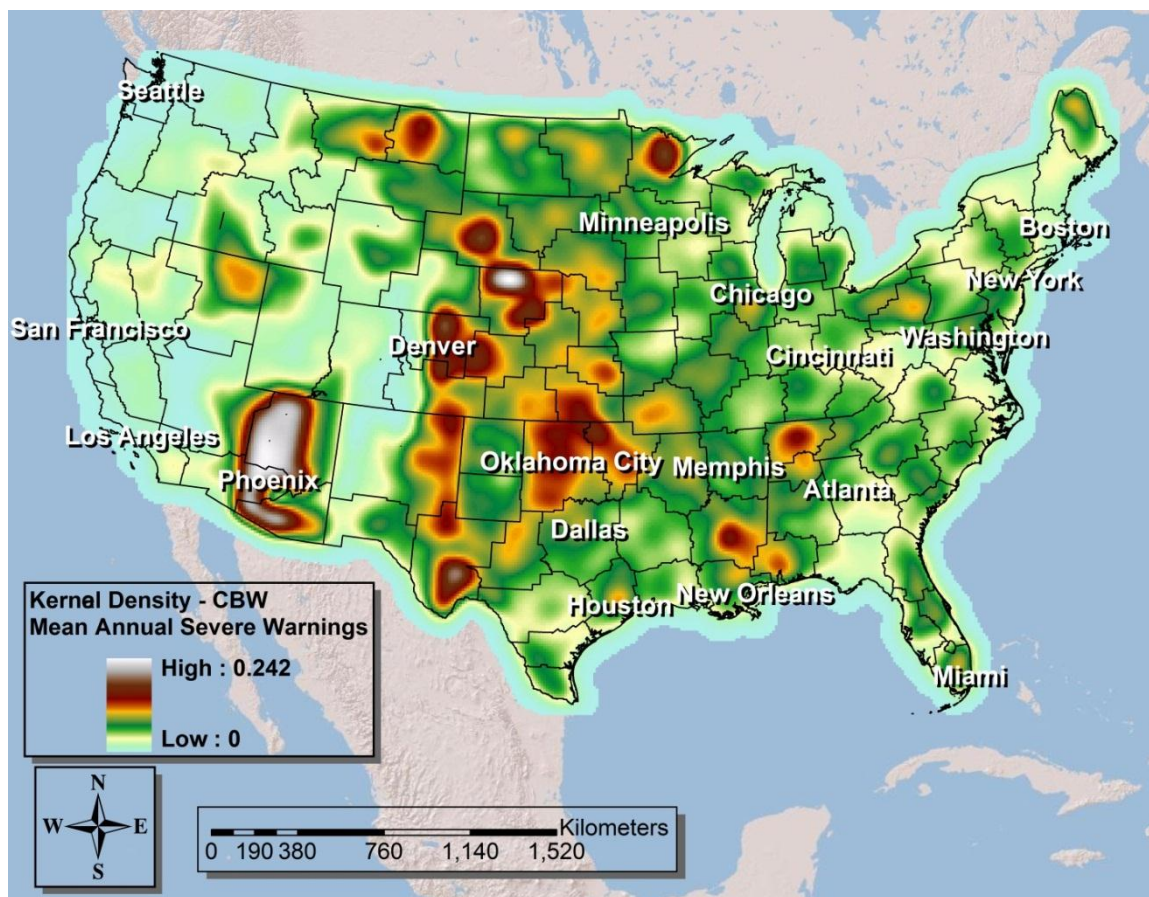 Seattle
Minneapolis
Boston
New York
Chicago
San Francisco
Denver
Washington
Cincinnati
Los Angeles
Oklahoma City
Memphis
Phoenix
Atlanta
Dallas
New Orleans
Houston
Miami
Kernel Density - CBW
Mean Annual Severe Warnings
High : 0.242
Low : 0
N
W E
S
Kilometers
0 190 380 760 1,140 1,520